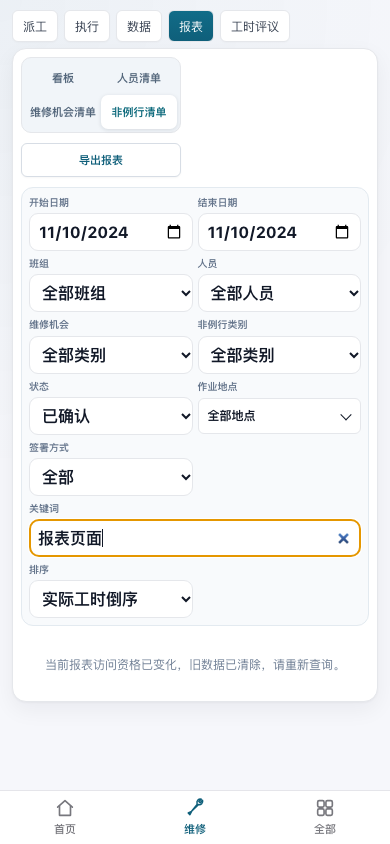 派工 执行 数据 报表 工时评议
看板 人员清单
维修机会清单 非例行清单
导出报表
开始日期 结束日期
11/10/2024 11/10/2024
班组 人员
全部班组 全部人员
维修机会 非例行类别
全部类别 全部类别
状态 作业地点
已确认 全部地点
签署方式
全部
关键词
报表页面
排序
实际工时倒序
当前报表访问资格已变化，旧数据已清除，请重新查询。
首页 维修 全部